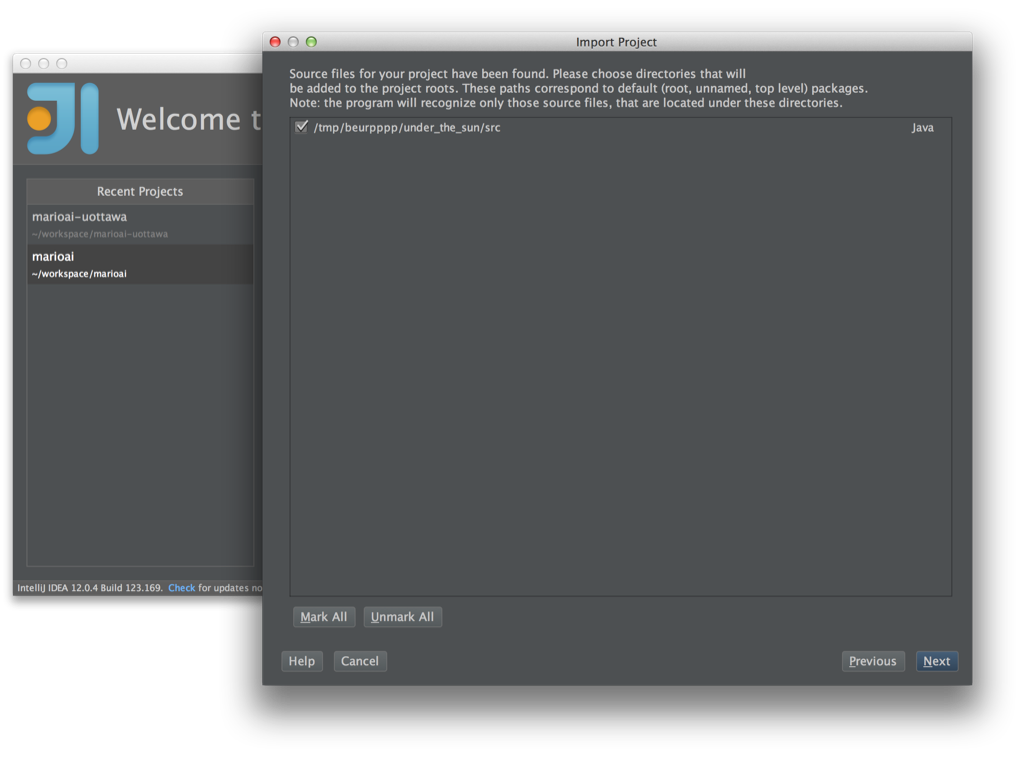 Import Project
Source files for your project have been found. Please choose directories that will
be added to the project roots. These paths correspond to default (root, unnamed, top level) packages.
Note: the program will recognize only those source files, that are located under these directories.
/tmp/beurpppp/under_the_sun/src Java
Mark All Unmark All
Help Cancel Previous Next
JI
Welcome t
Recent Projects
marioai-uottawa
~/workspace/marioai-uottawa
marioai
~/workspace/marioai
IntelliJ IDEA 12.0.4 Build 123.169. Check for updates no